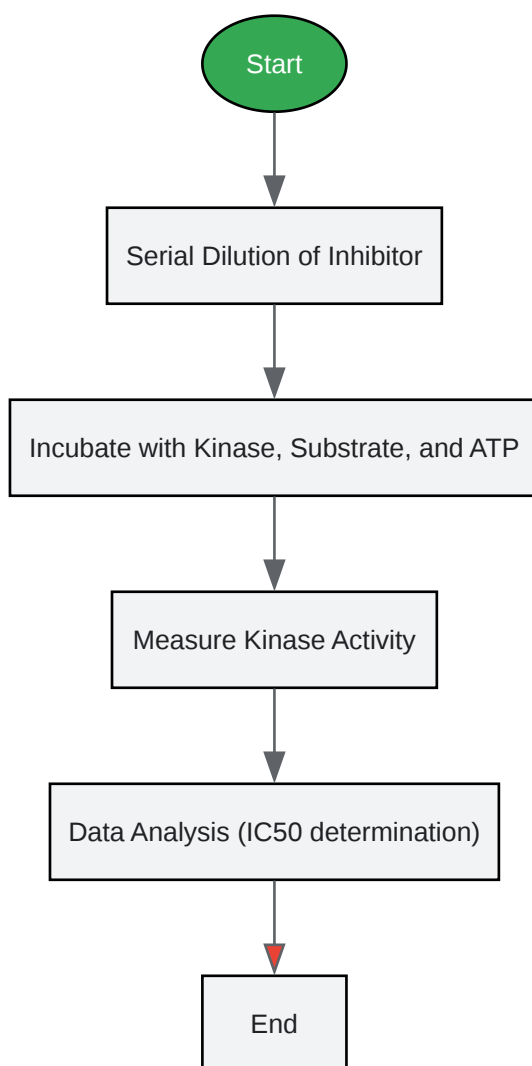 Start
Serial Dilution of Inhibitor
Incubate with Kinase, Substrate, and ATP
Measure Kinase Activity
Data Analysis (IC50 determination)
End